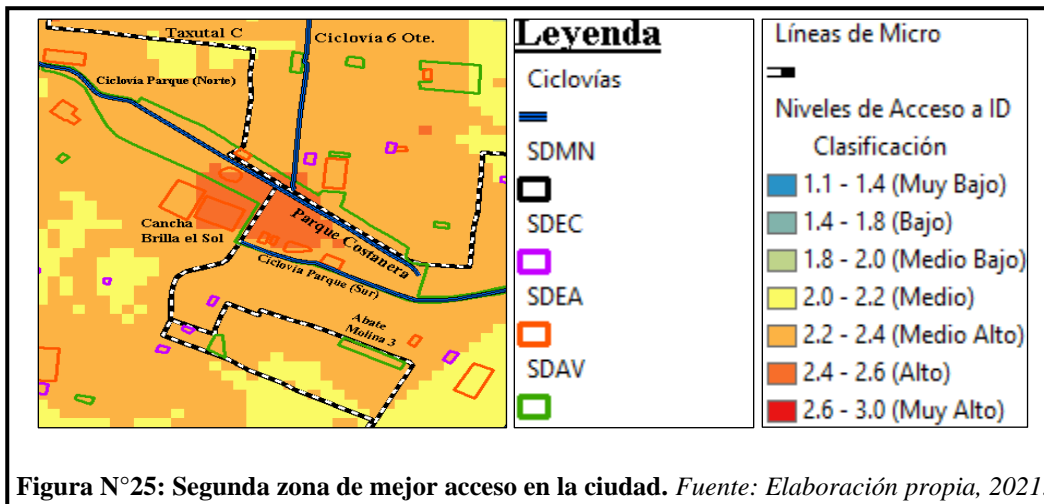 Taxutal C
Ciclovía 6 Ote.
Ciclovía Parque (Norte)
Cancha
Brilla el Sol
Parque Costanera
Ciclovía Parque (Sur)
Abate
Molina 3
Leyenda
Ciclovías
SDMN
SDEC
SDEA
SDAV
Líneas de Micro
Niveles de Acceso a ID
Clasificación
1.1 - 1.4 (Muy Bajo)
1.4 - 1.8 (Bajo)
1.8 - 2.0 (Medio Bajo)
2.0 - 2.2 (Medio)
2.2 - 2.4 (Medio Alto)
2.4 - 2.6 (Alto)
2.6 - 3.0 (Muy Alto)
Figura N°25: Segunda zona de mejor acceso en la ciudad. Fuente: Elaboración propia, 2021.